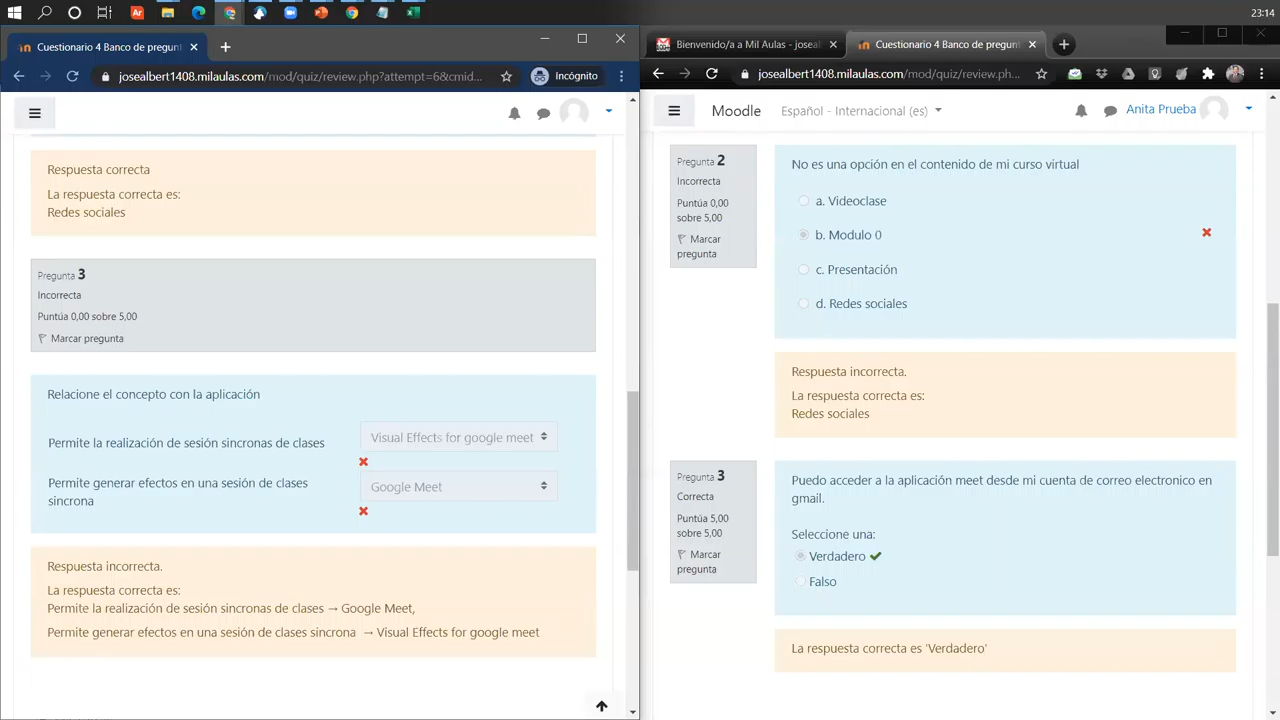 23:14
Cuestionario 4 Banco de pregunt
josealbert1408.milaulas.com/mod/quiz/review.php?attempt=6&cmid...
Incógnito
Respuesta correcta
La respuesta correcta es:
Redes sociales
Pregunta 3
Incorrecta
Puntúa 0,00 sobre 5,00
Marcar pregunta
Relacione el concepto con la aplicación
Permite la realización de sesión sincronas de clases
Visual Effects for google meet
Permite generar efectos en una sesión de clases
síncrona
Google Meet
Respuesta incorrecta.
La respuesta correcta es:
Permite la realización de sesión sincronas de clases → Google Meet,
Permite generar efectos en una sesión de clases síncrona → Visual Effects for google meet
Bienvenido/a a Mil Aulas - joseal
Cuestionario 4 Banco de pregunt
josealbert1408.milaulas.com/mod/quiz/review.ph...
Moodle
Español - Internacional (es)
Anita Prueba
Pregunta 2
Incorrecta
Puntúa 0,00
sobre 5,00
Marcar
pregunta
No es una opción en el contenido de mi curso virtual
a. Videoclase
b. Modulo 0
c. Presentación
d. Redes sociales
Respuesta incorrecta.
La respuesta correcta es:
Redes sociales
Pregunta 3
Correcta
Puntúa 5,00
sobre 5,00
Marcar
pregunta
Puedo acceder a la aplicación meet desde mi cuenta de correo electronico en
gmail.
Seleccione una:
Verdadero
Falso
La respuesta correcta es 'Verdadero'